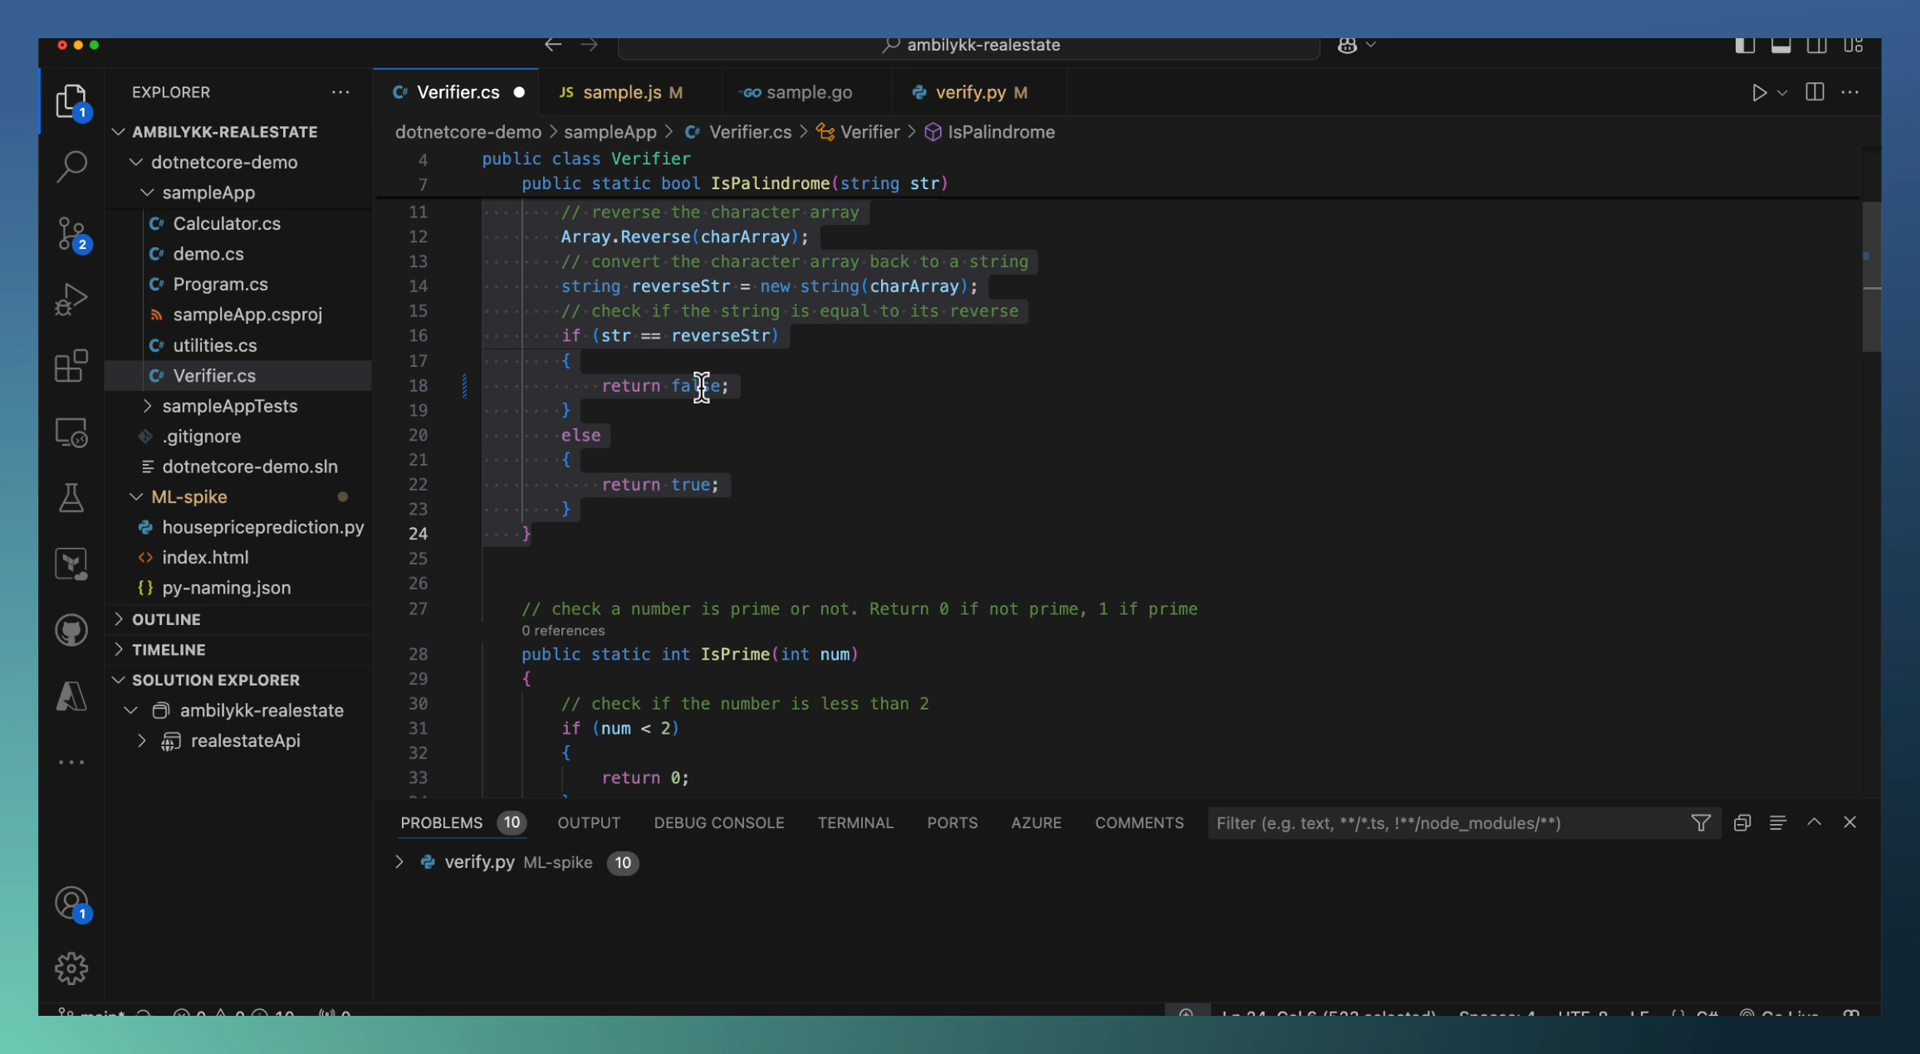 ambilykk-realestate
EXPLORER
AMBILYKK-REALESTATE
dotnetcore-demo
sampleApp
Calculator.cs
demo.cs
Program.cs
sampleApp.csproj
utilities.cs
Verifier.cs
sampleAppTests
.gitignore
dotnetcore-demo.sln
ML-spike
housepriceprediction.py
index.html
py-naming.json
OUTLINE
TIMELINE
SOLUTION EXPLORER
ambilykk-realestate
realestateApi
1
2
1
Verifier.cs
JS sample.js M
GO sample.go
verify.py M
dotnetcore-demo > sampleApp > Verifier.cs > Verifier > IsPalindrome
4 public class Verifier
7 public static bool IsPalindrome(string str)
11 // reverse the character array
12 Array.Reverse(charArray);
13 // convert the character array back to a string
14 string reverseStr = new string(charArray);
15 // check if the string is equal to its reverse
16 if (str == reverseStr)
17 {
18 return false;
19 }
20 else
21 {
22 return true;
23 }
24 }
25
26
27 // check a number is prime or not. Return 0 if not prime, 1 if prime
0 references
28 public static int IsPrime(int num)
29 {
30 // check if the number is less than 2
31 if (num < 2)
32 {
33 return 0;
PROBLEMS 10 OUTPUT DEBUG CONSOLE TERMINAL PORTS AZURE COMMENTS
Filter (e.g. text, **/*.ts, !**/node_modules/**)
verify.py ML-spike 10